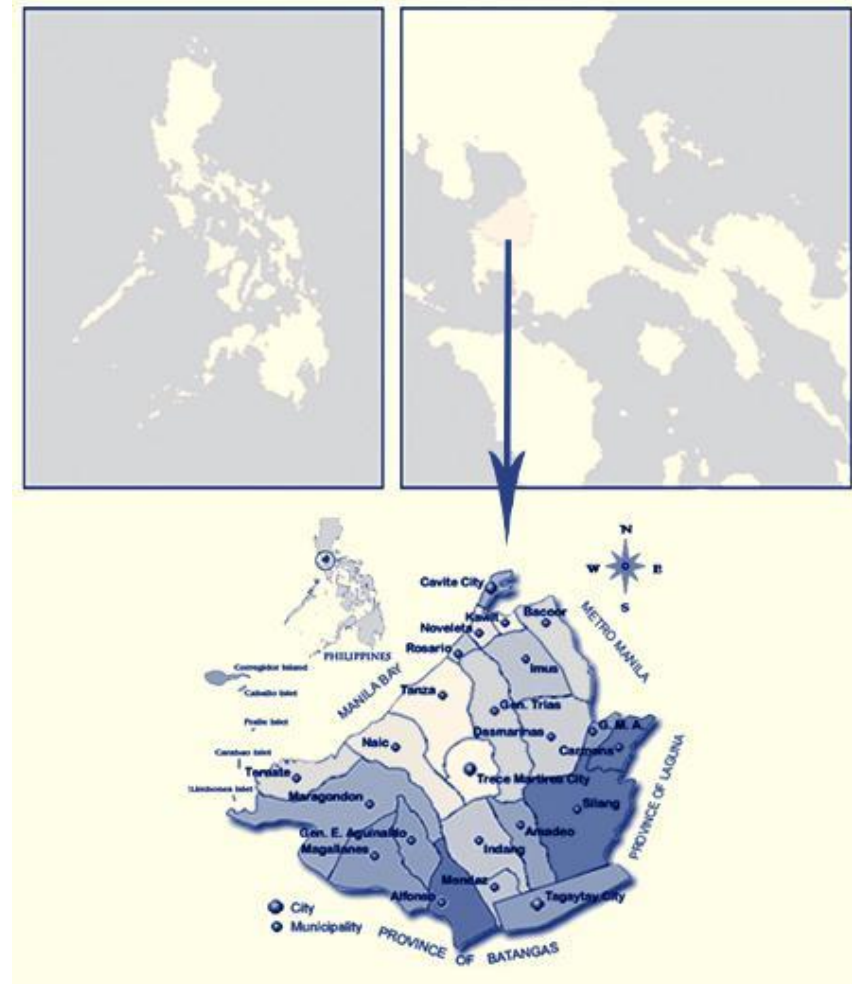 N
W E
S
Cavite City
Kawit
Bacoor
Noveleta
METRO MANILA
Rosario
Imus
PHILIPPINES
Corregidor Island
Caballo Islet
MANILA BAY
Tanza
Gen. Trias
Fraile Islet
Dasmarinas
G. M. A.
Naic
Carmona
Carabao Islet
Ternate
Trece Martires City
PROVINCE OF LAGUNA
Limbones Islet
Maragondon
Silang
Gen. E. Aguinaldo
Amadeo
Magallanes
Indang
Mendez
Alfonso
Tagaytay City
City
Municipality
PROVINCE OF BATANGAS